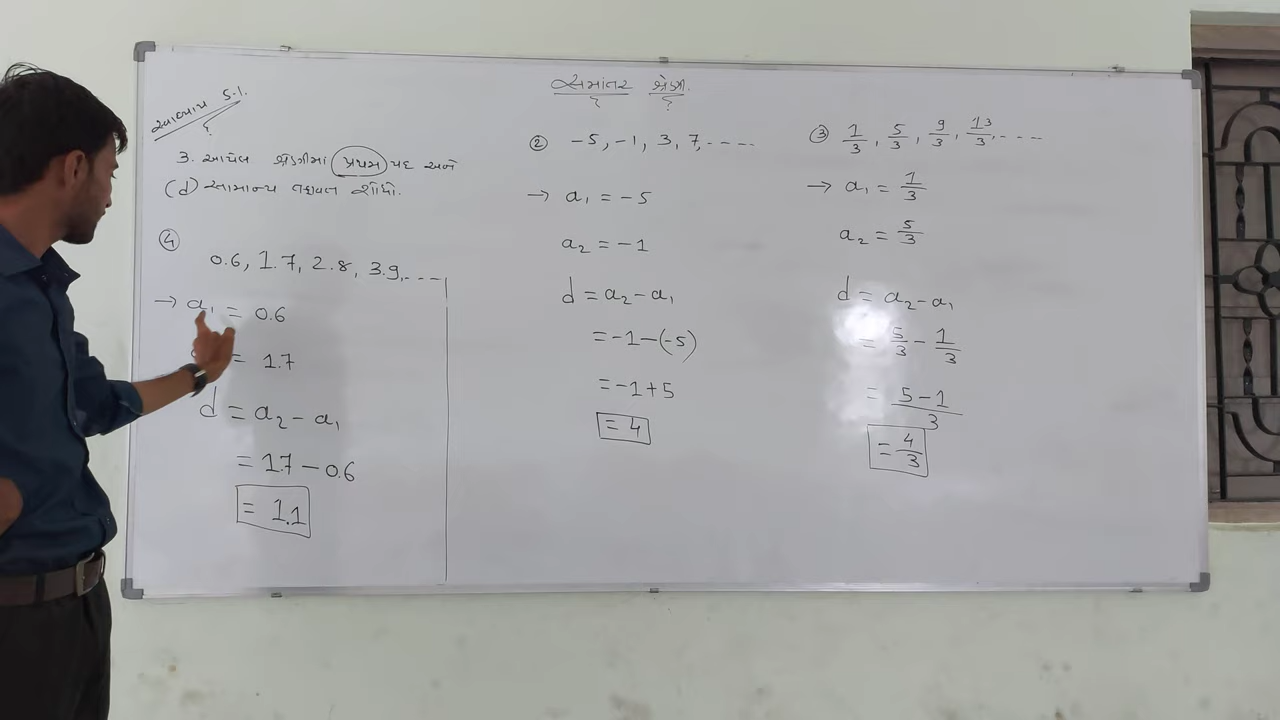 સમાંતર શ્રેણી.
સ્વાધ્યાય 5.1.
3. આપેલ શ્રેણીમાં પ્રથમ પદ અને
(d) સામાન્ય તફાવત શોધો.
④
0.6, 1.7, 2.8, 3.9,....
→ a₁ = 0.6
= 1.7
d = a₂ - a₁
= 1.7 - 0.6
= 1.1
② -5, -1, 3, 7, ....
→ a₁ = -5
a₂ = -1
d = a₂ - a₁
= -1 - (-5)
= -1 + 5
= 4
③ 1/3, 5/3, 9/3, 13/3, ....
→ a₁ = 1/3
a₂ = 5/3
d = a₂ - a₁
= 5/3 - 1/3
= 5-1/3
= 4/3